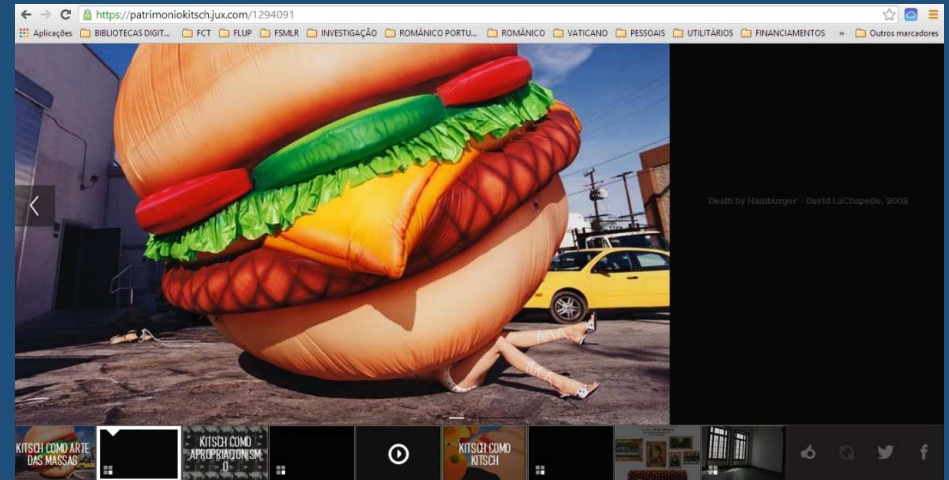 https://patrimoniokitsch.jux.com/1294091
Aplicações BIBLIOTECAS DIGIT... FCT FLUP FSMLR INVESTIGAÇÃO ROMÂNICO PORTU... ROMÂNICO VATICANO PESSOAIS UTILITÁRIOS FINANCIAMENTOS » Outros marcadores
Death by Hamburger - David LaChapelle, 2002
KITSCH COMO ARTE
DAS MASSAS
KITSCH COMO
APROPRIACIONISM
O
KITSCH COMO
KITSCH